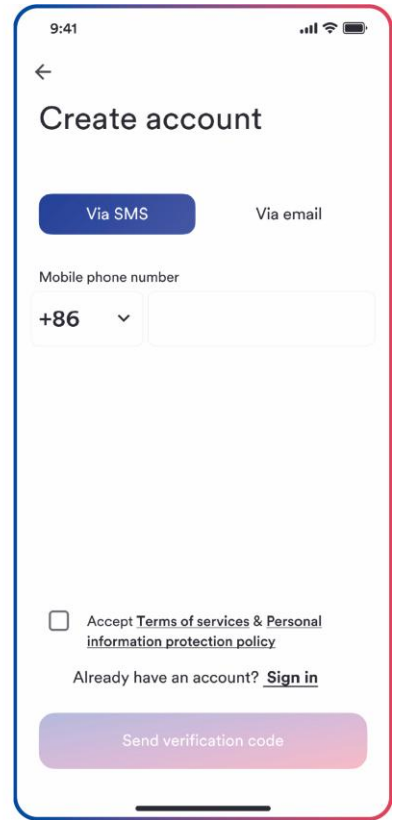 9:41
Create account
Via SMS
Via email
Mobile phone number
+86
Accept Terms of services & Personal
information protection policy
Already have an account? Sign in
Send verification code